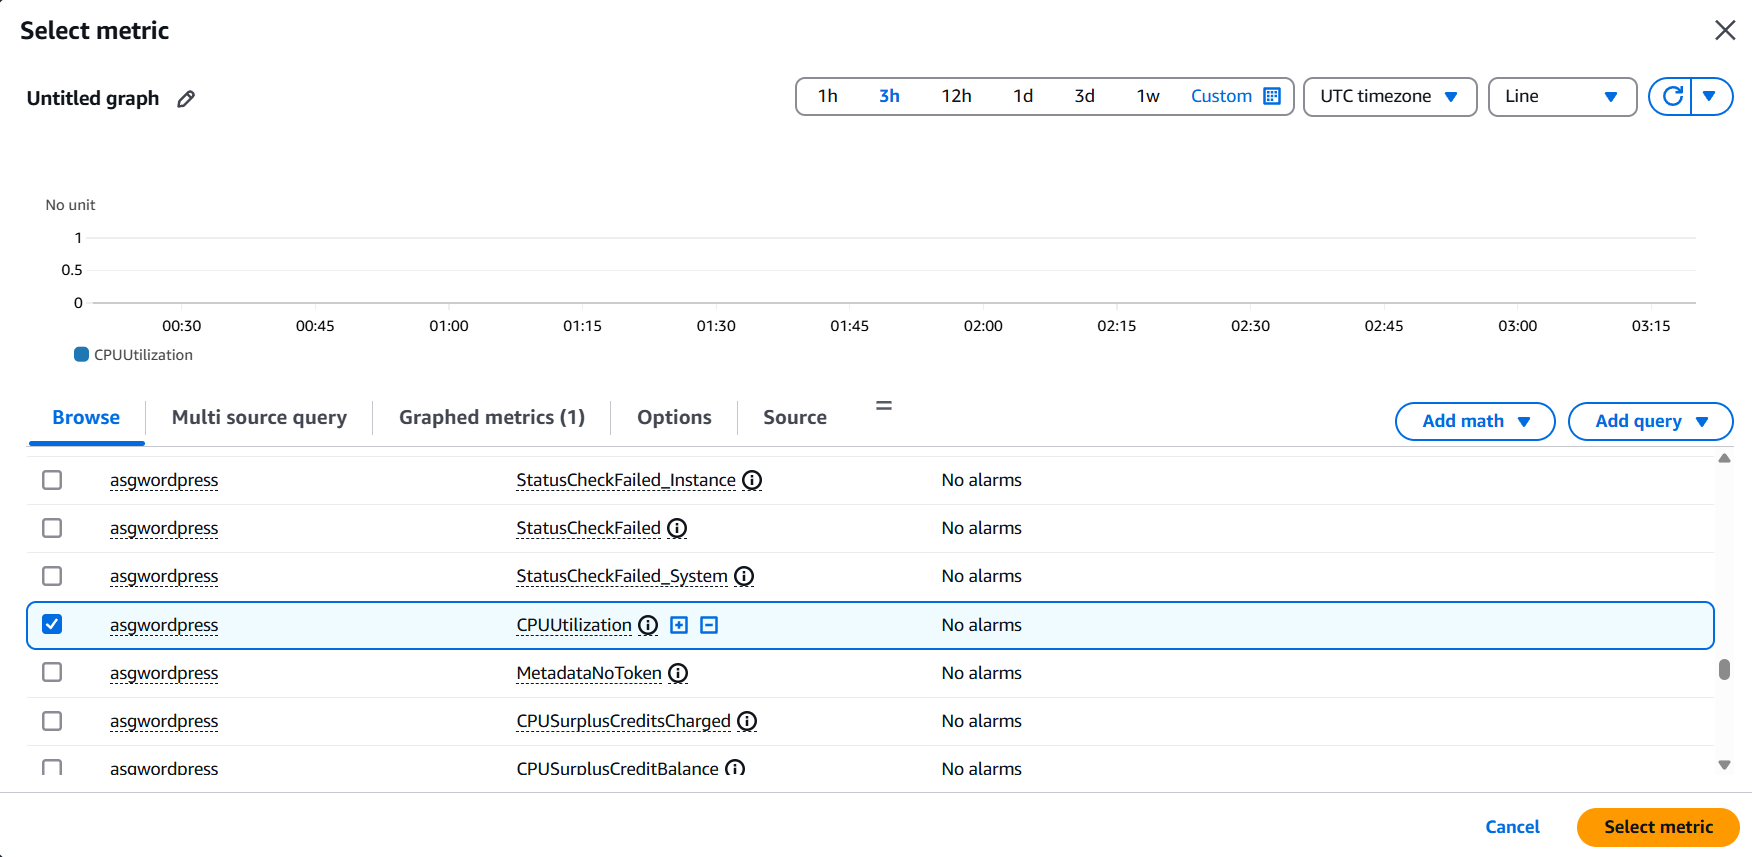 Select metric
Untitled graph
1h 3h 12h 1d 3d 1w Custom UTC timezone Line
No unit
1
0.5
0
00:30 00:45 01:00 01:15 01:30 01:45 02:00 02:15 02:30 02:45 03:00 03:15
CPUUtilization
Browse Multi source query Graphed metrics (1) Options Source Add math Add query
asgwordpress StatusCheckFailed_Instance No alarms
asgwordpress StatusCheckFailed No alarms
asgwordpress StatusCheckFailed_System No alarms
asgwordpress CPUUtilization No alarms
asgwordpress MetadataNoToken No alarms
asgwordpress CPUSurplusCreditsCharged No alarms
asgwordpress CPUSurplusCreditBalance No alarms
Cancel Select metric